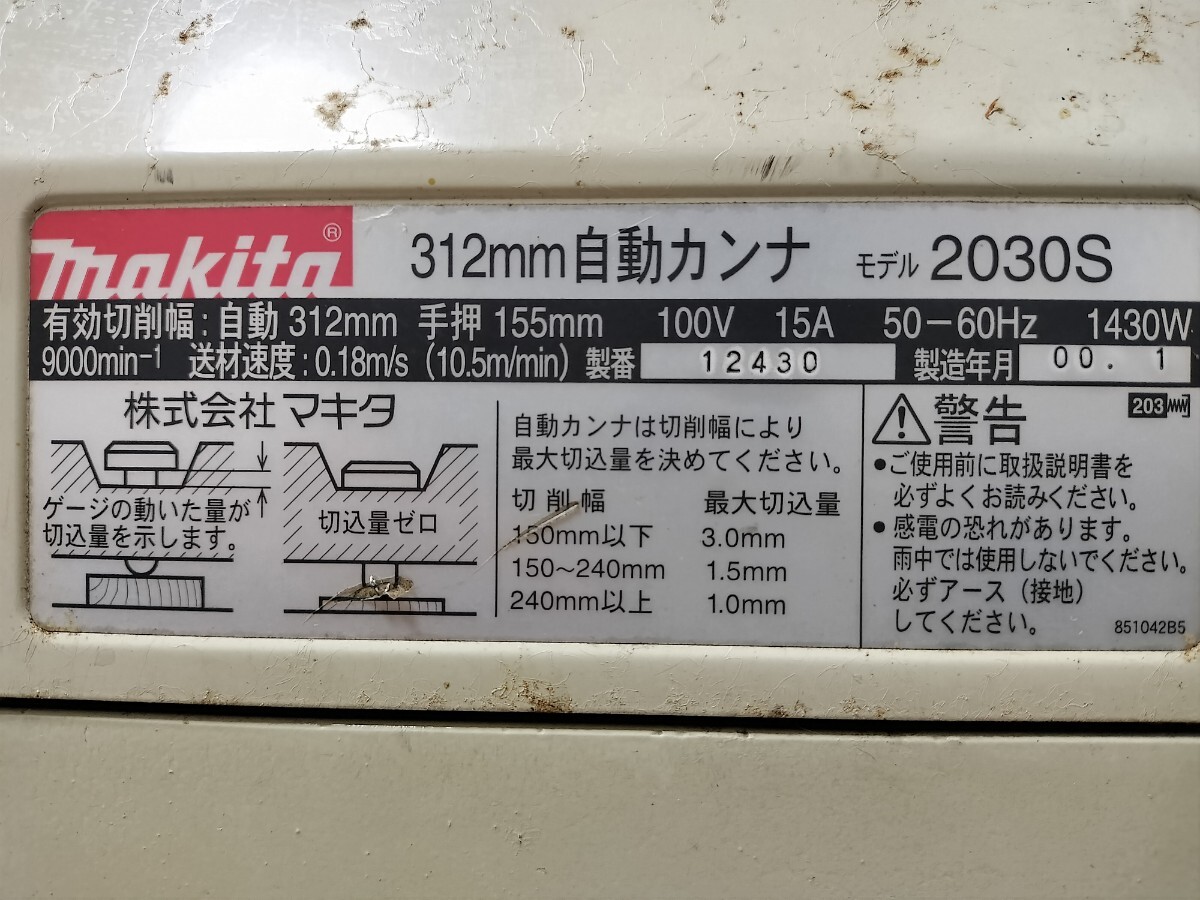 makita®
312mm自動カンナ モデル 2030S
有効切削幅:自動 312mm 手押 155mm 100V 15A 50-60Hz 1430W
9000min-1 送材速度:0.18m/s (10.5m/min) 製番 12430 製造年月 00. 1
株式会社マキタ
ゲージの動いた量が
切込量を示します。
切込量ゼロ
自動カンナは切削幅により
最大切込量を決めてください。
切削幅 最大切込量
150mm以下 3.0mm
150~240mm 1.5mm
240mm以上 1.0mm
警告
203
●ご使用前に取扱説明書を
必ずよくお読みください。
●感電の恐れがあります。
雨中では使用しないでください。
必ずアース(接地)
してください。
851042B5